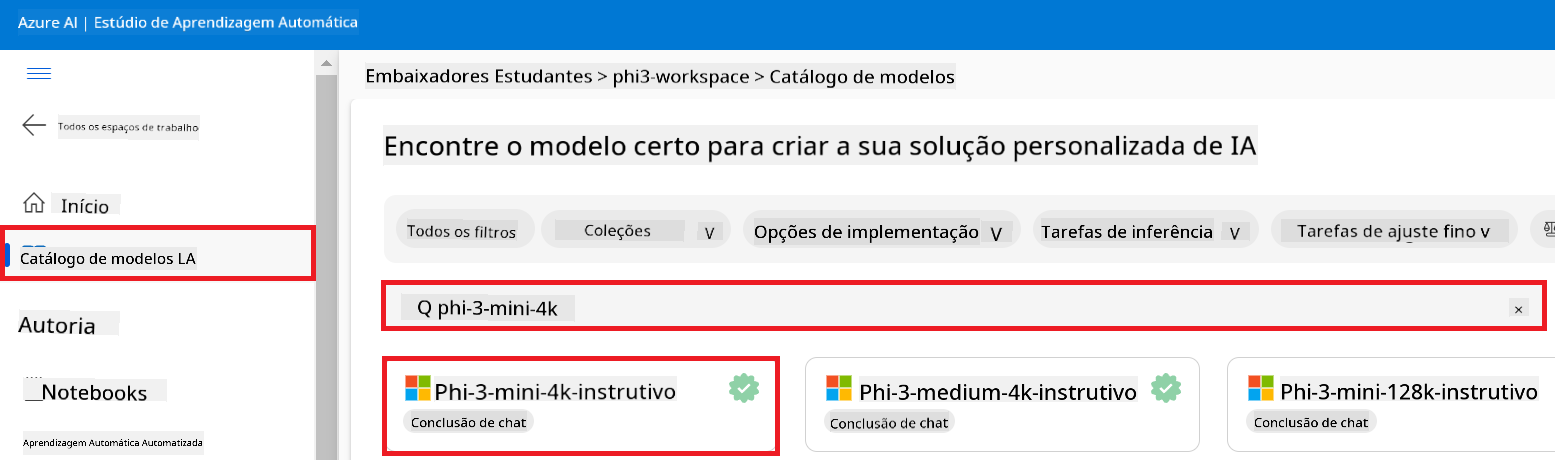 Azure AI | Estúdio de Aprendizagem Automática
Embaixadores Estudantes > phi3-workspace > Catálogo de modelos
Todos os espaços de trabalho
Encontre o modelo certo para criar a sua solução personalizada de IA
Início
Todos os filtros
Coleções V
Opções de implementação V
Tarefas de inferência V
Tarefas de ajuste fino v
Catálogo de modelos LA
Q phi-3-mini-4k ×
Autoria
Notebooks
Aprendizagem Automática Automatizada
Phi-3-mini-4k-instrutivo
Conclusão de chat
Phi-3-medium-4k-instrutivo
Conclusão de chat
Phi-3-mini-128k-instrutivo
Conclusão de chat